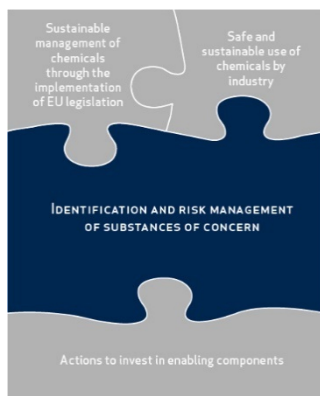 Sustainable
management of
chemicals
through the
implementation
of EU legislation
Safe and
sustainable use of
chemicals by
industry
IDENTIFICATION AND RISK MANAGEMENT
OF SUBSTANCES OF CONCERN
Actions to invest in enabling components